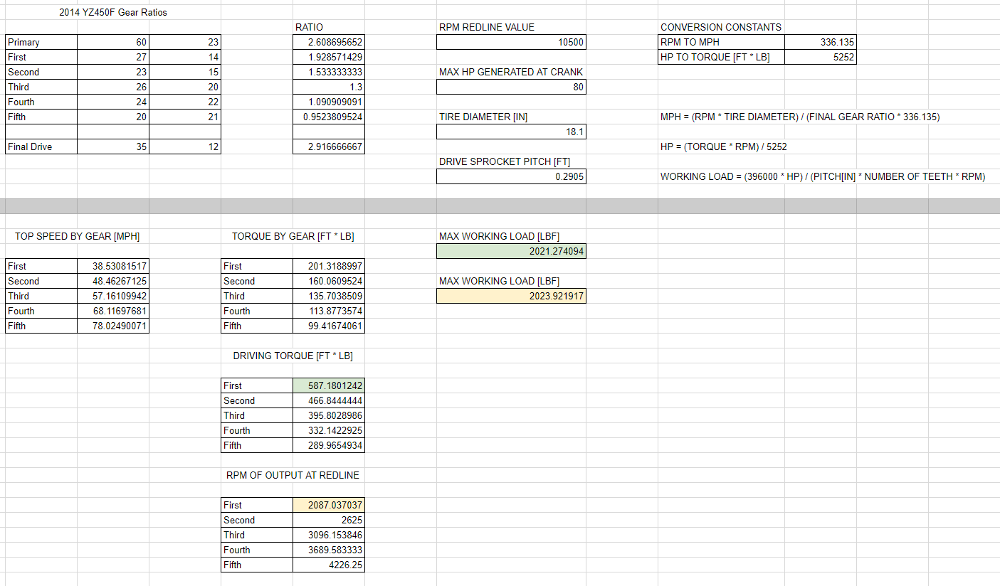 2014 YZ450F Gear Ratios
RATIO RPM REDLINE VALUE CONVERSION CONSTANTS
Primary 60 23 2.608695652 10500 RPM TO MPH 336.135
First 27 14 1.928571429 HP TO TORQUE [FT * LB] 5252
Second 23 15 1.533333333 MAX HP GENERATED AT CRANK
Third 26 20 1.3 80
Fourth 24 22 1.090909091
Fifth 20 21 0.9523809524 TIRE DIAMETER [IN] MPH = (RPM * TIRE DIAMETER) / (FINAL GEAR RATIO * 336.135)
18.1
Final Drive 35 12 2.916666667 HP = (TORQUE * RPM) / 5252
DRIVE SPROCKET PITCH [FT]
0.2905 WORKING LOAD = (396000 * HP) / (PITCH[IN] * NUMBER OF TEETH * RPM)
TOP SPEED BY GEAR [MPH] TORQUE BY GEAR [FT * LB] MAX WORKING LOAD [LBF]
2021.274094
First 38.53081517 First 201.3188997
Second 48.46267125 Second 160.0609524 MAX WORKING LOAD [LBF]
Third 57.16109942 Third 135.7038509 2023.921917
Fourth 68.11697681 Fourth 113.8773574
Fifth 78.02490071 Fifth 99.41674061
DRIVING TORQUE [FT * LB]
First 587.1801242
Second 466.8444444
Third 395.8028986
Fourth 332.1422925
Fifth 289.9654934
RPM OF OUTPUT AT REDLINE
First 2087.037037
Second 2625
Third 3096.153846
Fourth 3689.583333
Fifth 4226.25